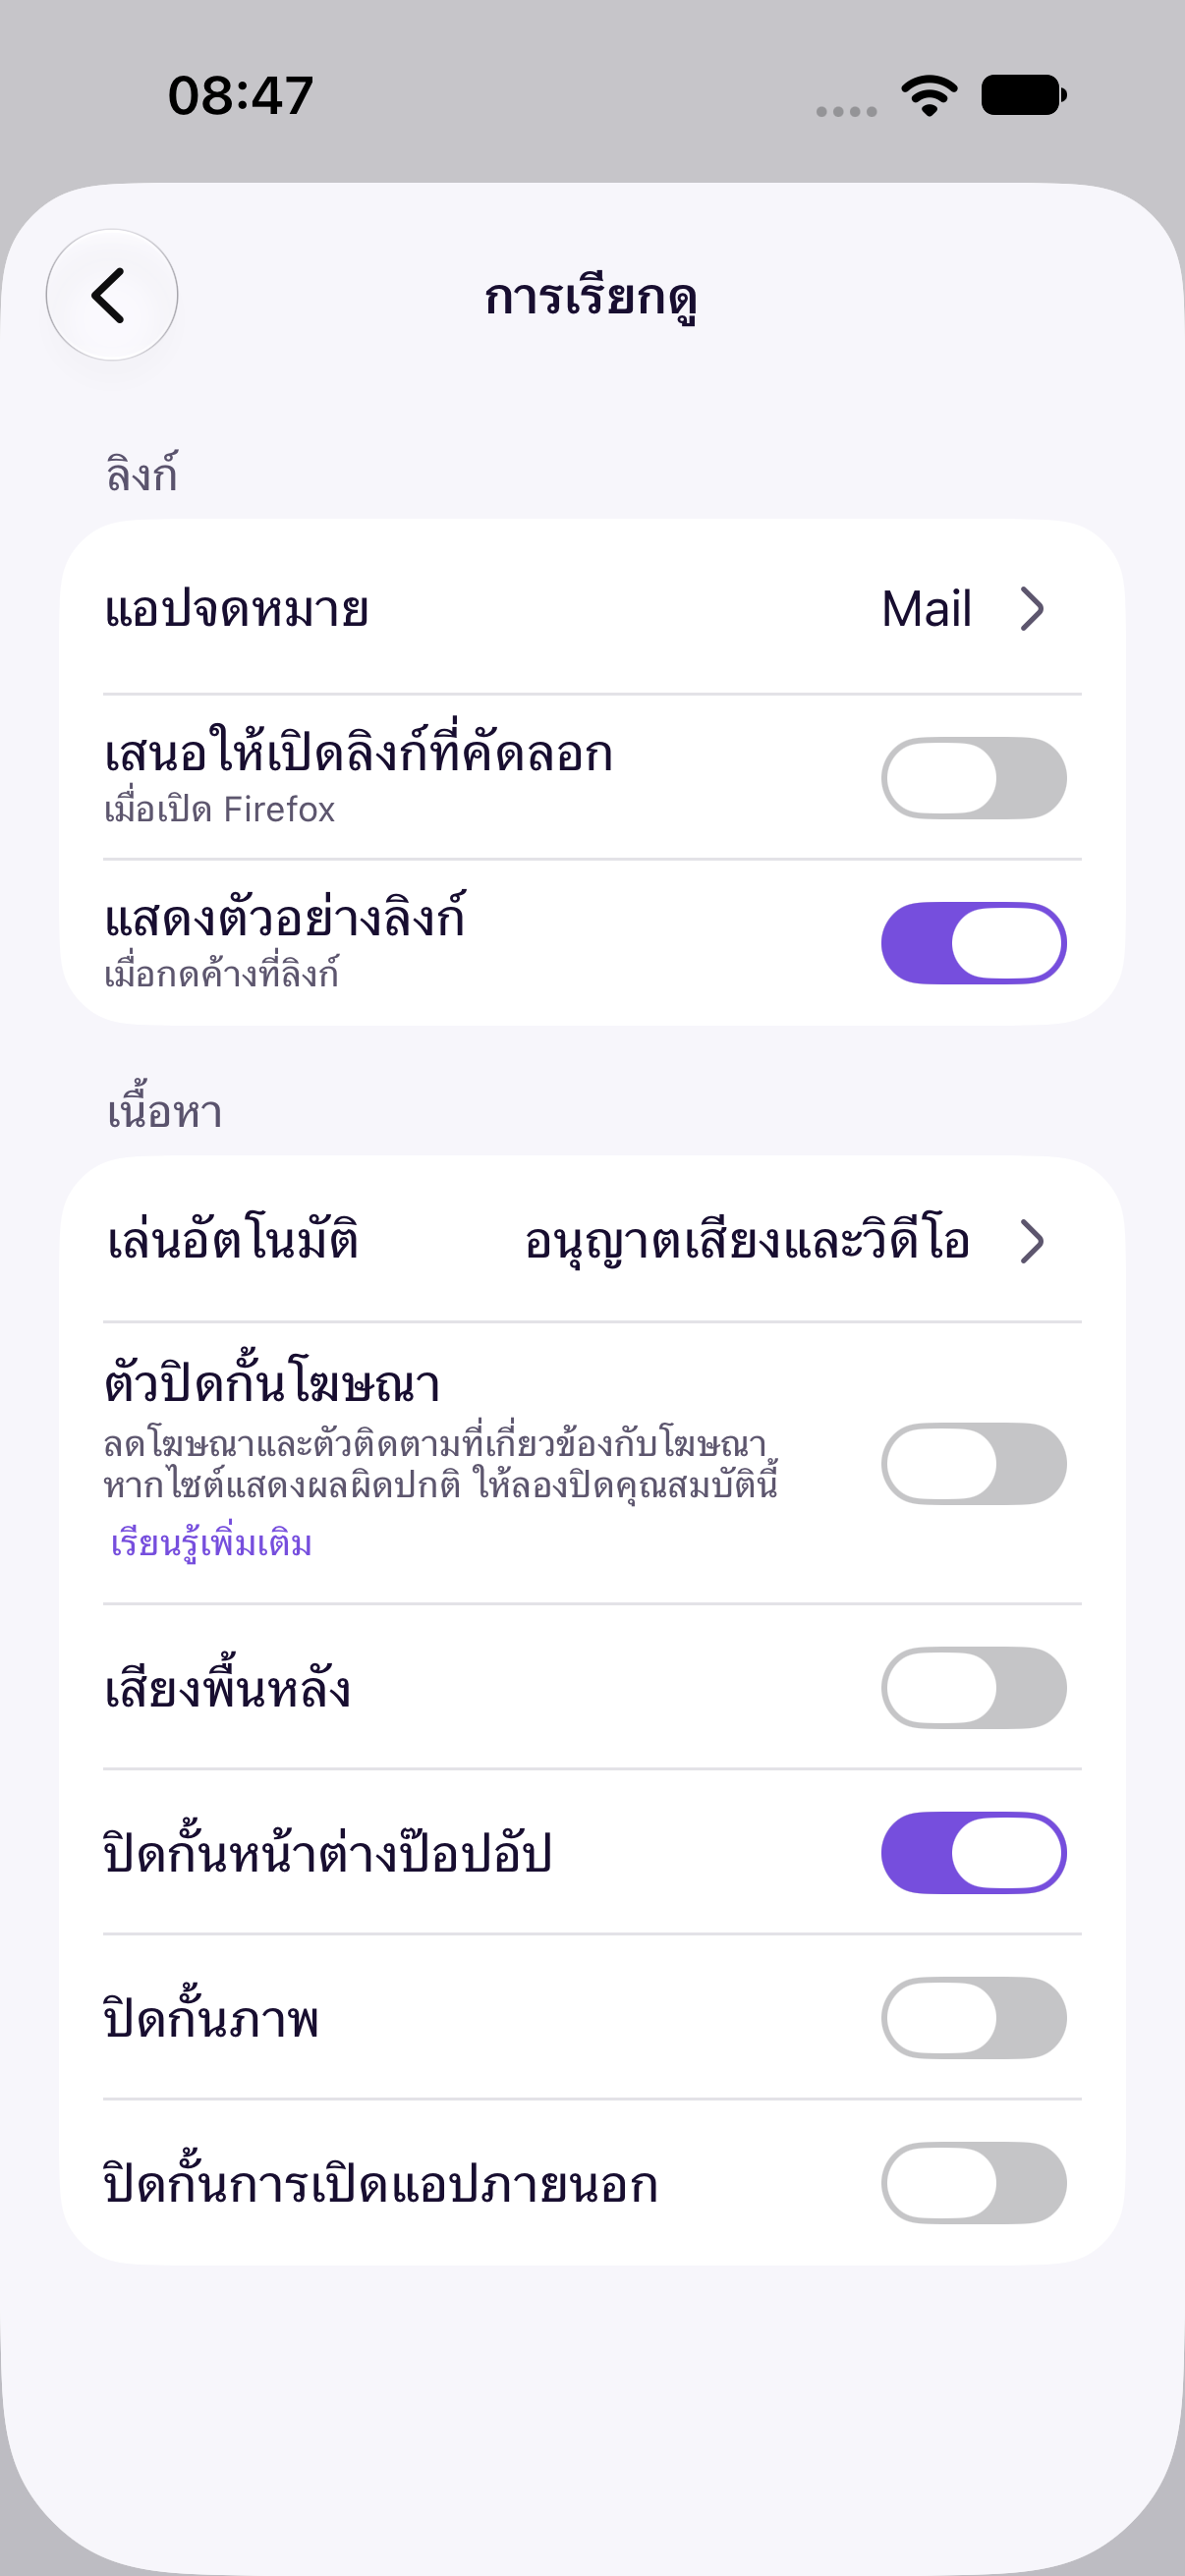 08:47
การเรียกดู
ลิงก์
แอปจดหมาย
Mail
เสนอให้เปิดลิงก์ที่คัดลอก
เมื่อเปิด Firefox
แสดงตัวอย่างลิงก์
เมื่อกดค้างที่ลิงก์
เนื้อหา
เล่นอัตโนมัติ
อนุญาตเสียงและวิดีโอ
ตัวปิดกั้นโฆษณา
ลดโฆษณาและตัวติดตามที่เกี่ยวข้องกับโฆษณา
หากไซต์แสดงผลผิดปกติ ให้ลองปิดคุณสมบัตินี้
เรียนรู้เพิ่มเติม
เสียงพื้นหลัง
ปิดกั้นหน้าต่างป๊อปอัป
ปิดกั้นภาพ
ปิดกั้นการเปิดแอปภายนอก